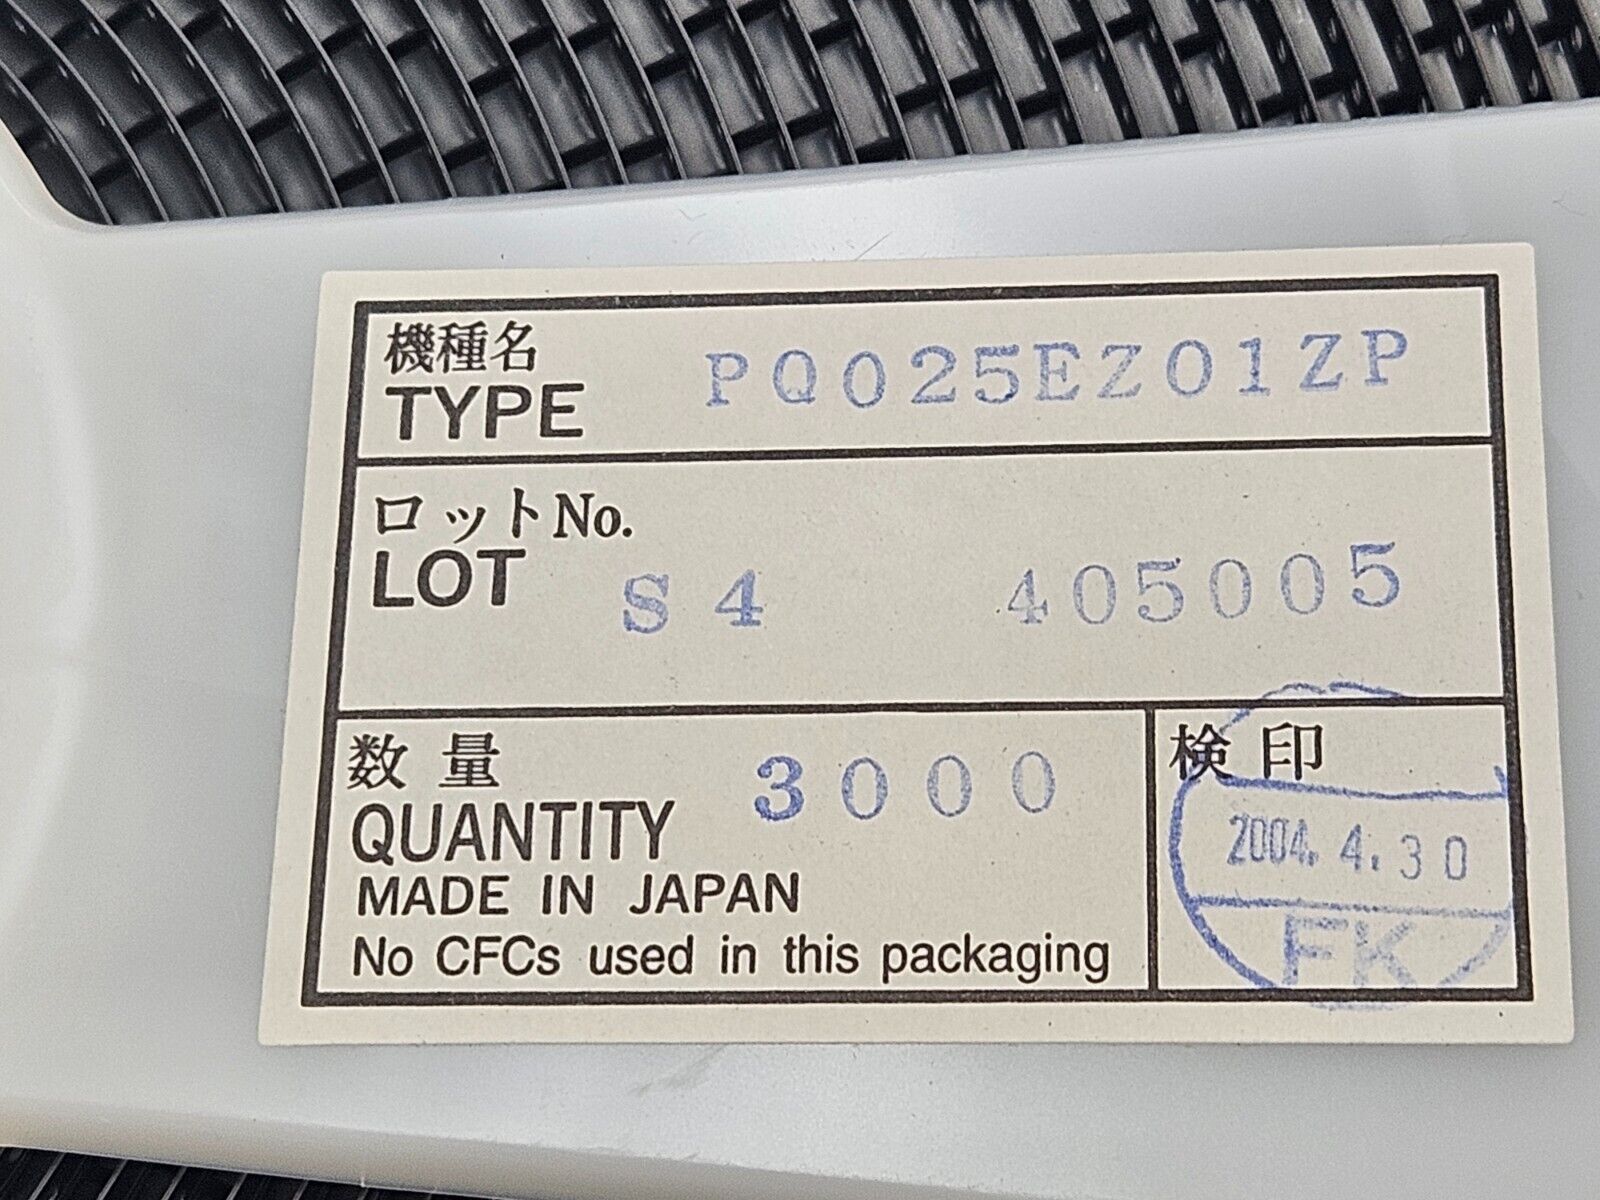 機種名
TYPE
PQ025EZ01ZP
ロットNo.
LOT
S4 405005
数 量
QUANTITY
3000
MADE IN JAPAN
No CFCs used in this packaging
検 印
2004. 4. 30
FK